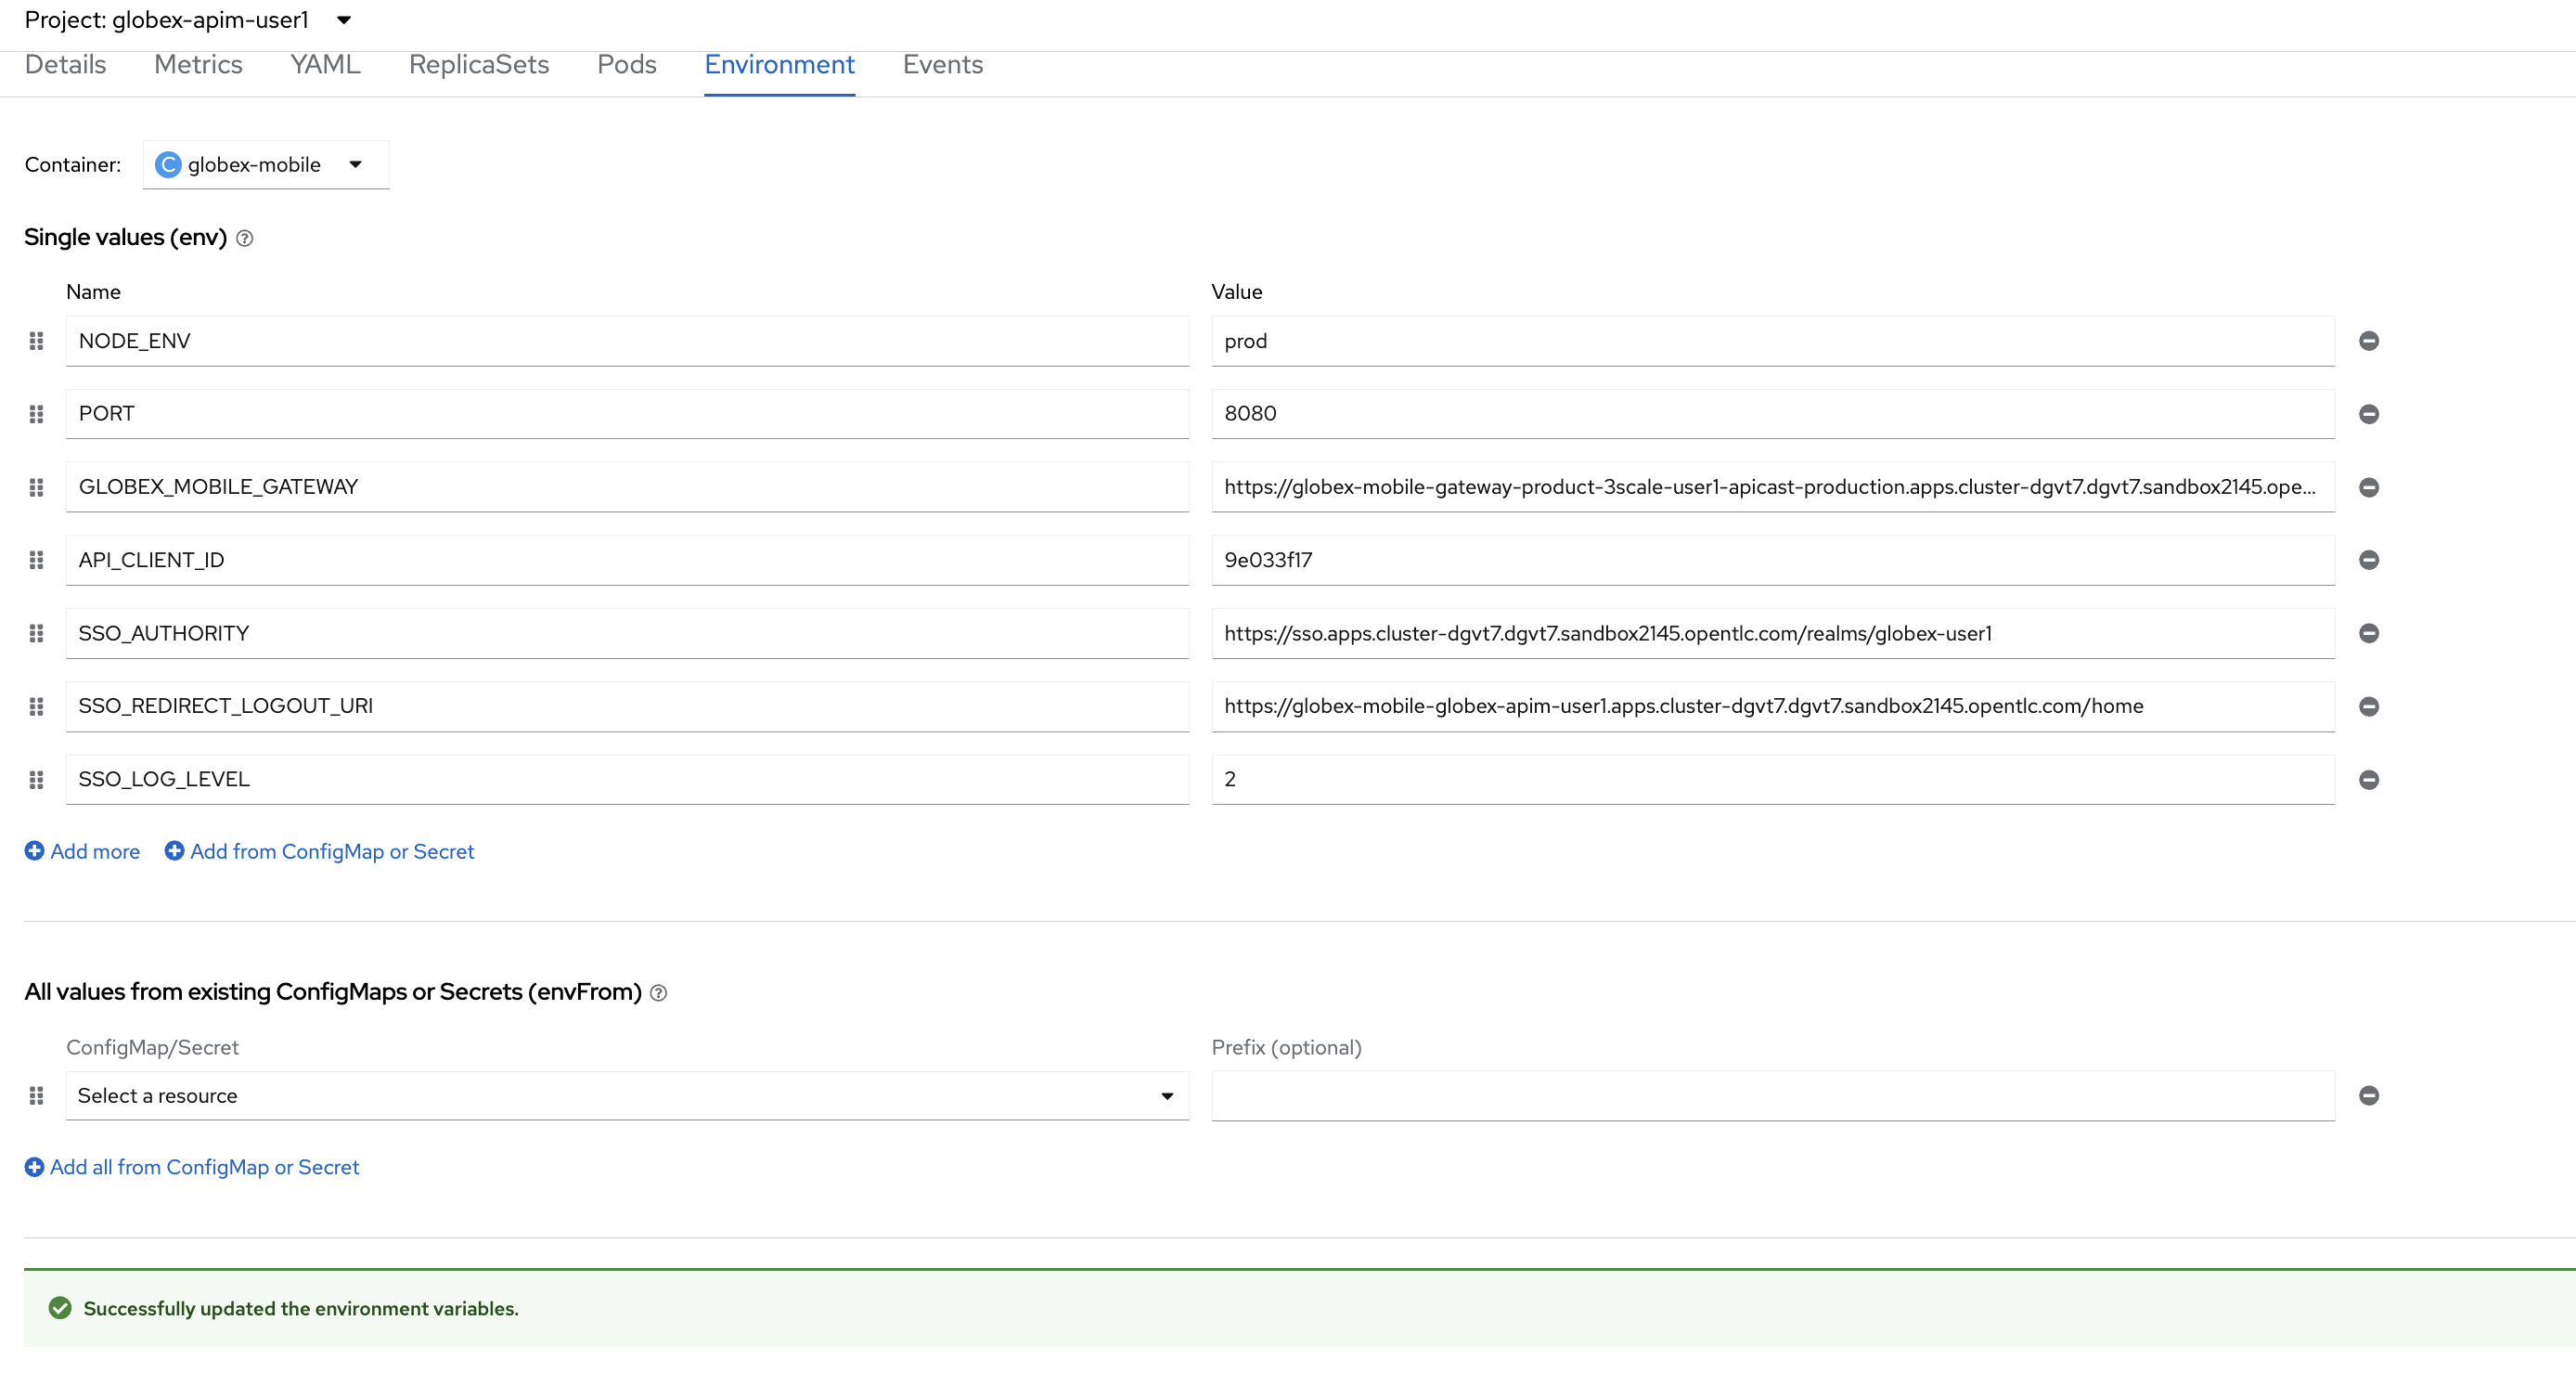 Project: globex-apim-user1
Details Metrics YAML ReplicaSets Pods Environment Events
Container: C globex-mobile
Single values (env)
Name Value
NODE_ENV prod
PORT 8080
GLOBEX_MOBILE_GATEWAY https://globex-mobile-gateway-product-3scale-user1-apicast-production.apps.cluster-dgvt7.dgvt7.sandbox2145.ope...
API_CLIENT_ID 9e033f17
SSO_AUTHORITY https://sso.apps.cluster-dgvt7.dgvt7.sandbox2145.opentlc.com/realms/globex-user1
SSO_REDIRECT_LOGOUT_URI https://globex-mobile-globex-apim-user1.apps.cluster-dgvt7.dgvt7.sandbox2145.opentlc.com/home
SSO_LOG_LEVEL 2
Add more Add from ConfigMap or Secret
All values from existing ConfigMaps or Secrets (envFrom)
ConfigMap/Secret Prefix (optional)
Select a resource
Add all from ConfigMap or Secret
Successfully updated the environment variables.